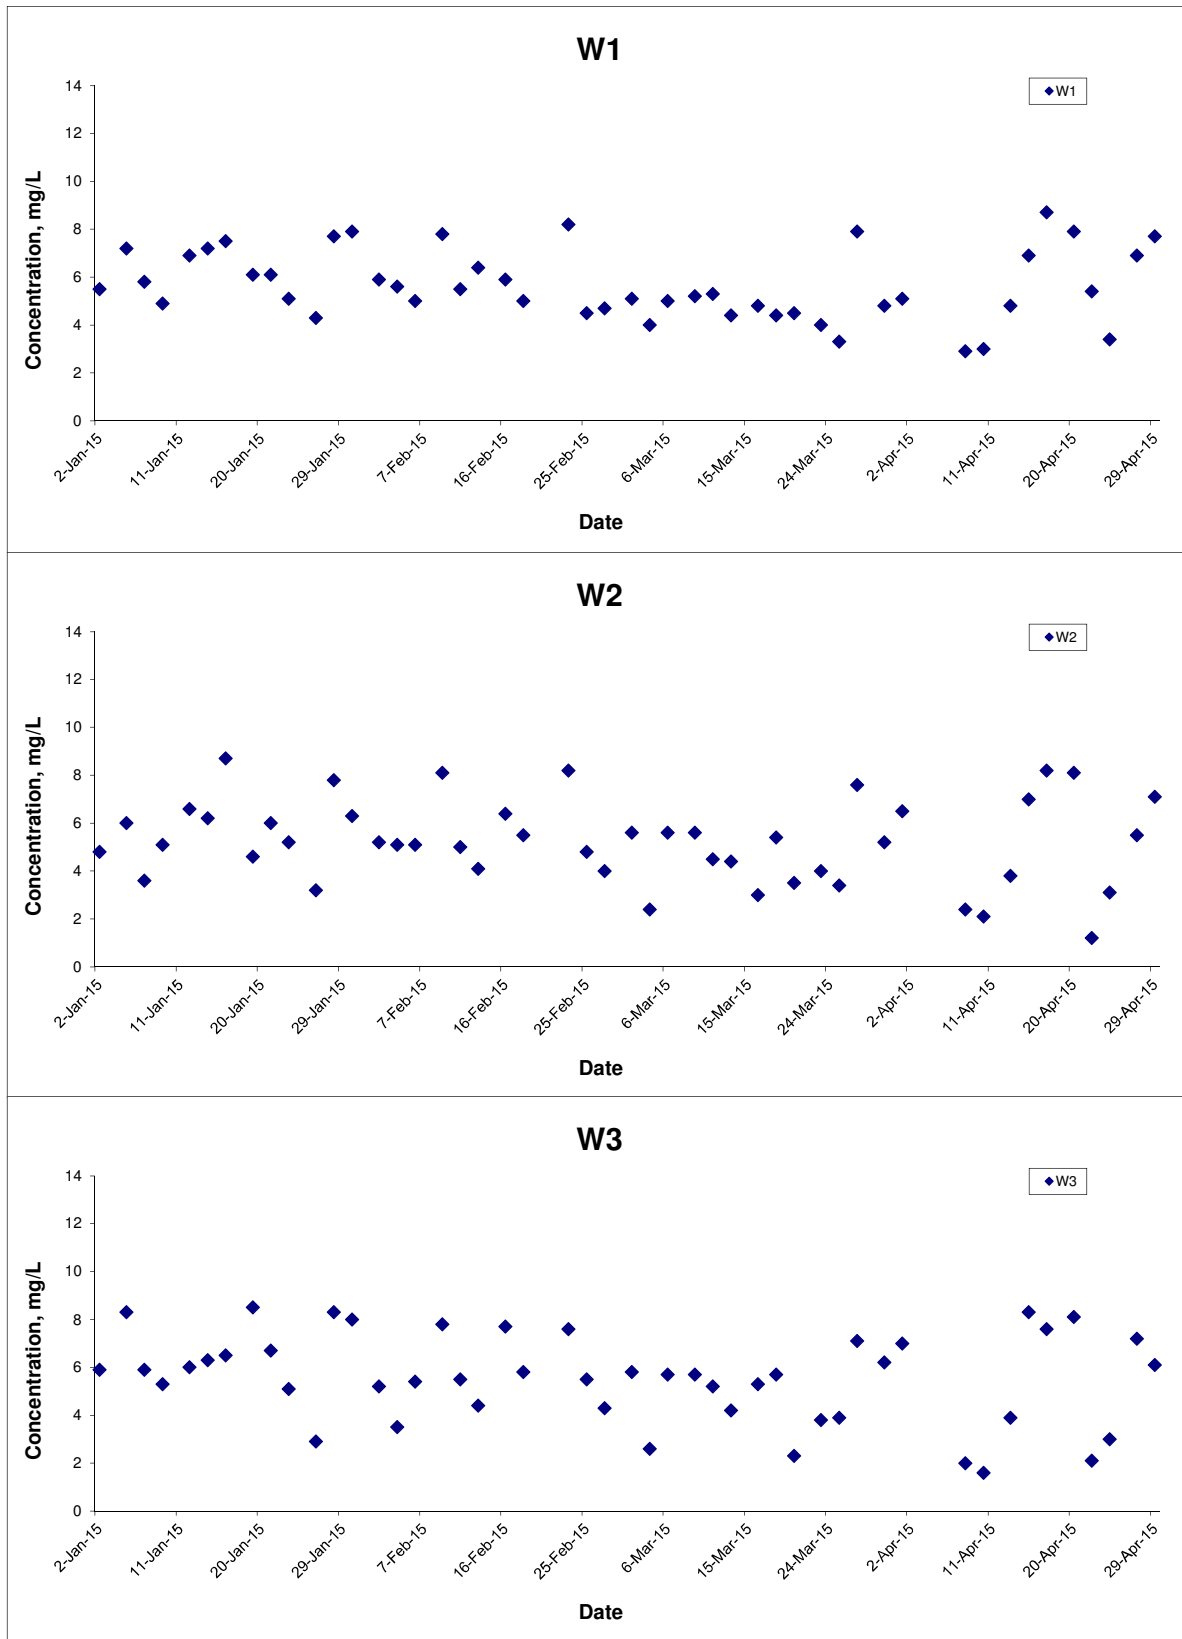 W1
W1
14
12
10
8
6
4
2
0
Concentration, mg/L
2-Jan-15
11-Jan-15
20-Jan-15
29-Jan-15
7-Feb-15
16-Feb-15
25-Feb-15
6-Mar-15
15-Mar-15
24-Mar-15
2-Apr-15
11-Apr-15
20-Apr-15
29-Apr-15
Date
W2
W2
14
12
10
8
6
4
2
0
Concentration, mg/L
2-Jan-15
11-Jan-15
20-Jan-15
29-Jan-15
7-Feb-15
16-Feb-15
25-Feb-15
6-Mar-15
15-Mar-15
24-Mar-15
2-Apr-15
11-Apr-15
20-Apr-15
29-Apr-15
Date
W3
W3
14
12
10
8
6
4
2
0
Concentration, mg/L
2-Jan-15
11-Jan-15
20-Jan-15
29-Jan-15
7-Feb-15
16-Feb-15
25-Feb-15
6-Mar-15
15-Mar-15
24-Mar-15
2-Apr-15
11-Apr-15
20-Apr-15
29-Apr-15
Date